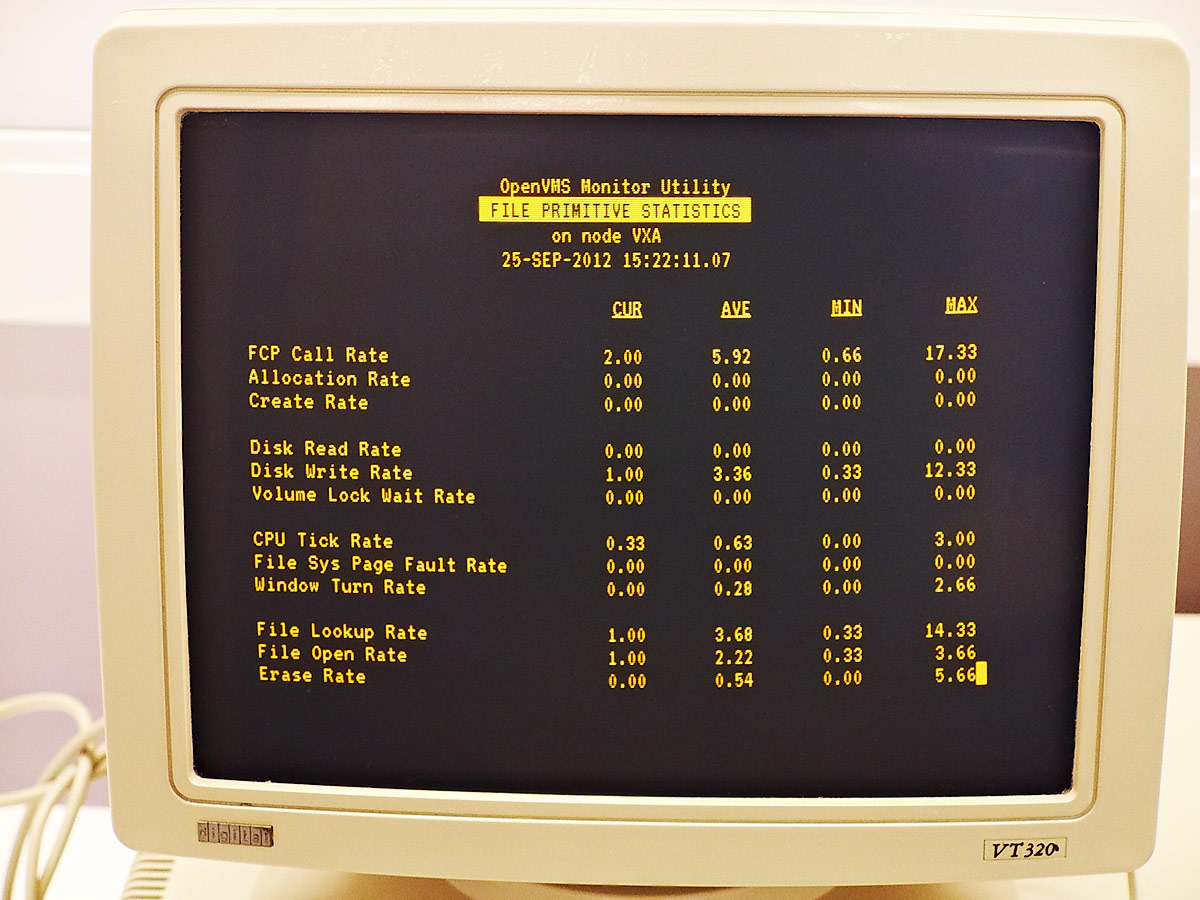 OpenVMS Monitor Utility
FILE PRIMITIVE STATISTICS
on node VXA
25-SEP-2012 15:22:11.07
CUR AVE MIN MAX
FCP Call Rate 2.00 5.92 0.66 17.33
Allocation Rate 0.00 0.00 0.00 0.00
Create Rate 0.00 0.00 0.00 0.00
Disk Read Rate 0.00 0.00 0.00 0.00
Disk Write Rate 1.00 3.36 0.33 12.33
Volume Lock Wait Rate 0.00 0.00 0.00 0.00
CPU Tick Rate 0.33 0.63 0.00 3.00
File Sys Page Fault Rate 0.00 0.00 0.00 0.00
Window Turn Rate 0.00 0.28 0.00 2.66
File Lookup Rate 1.00 3.68 0.33 14.33
File Open Rate 1.00 2.22 0.33 3.66
Erase Rate 0.00 0.54 0.00 5.66
digital
VT320